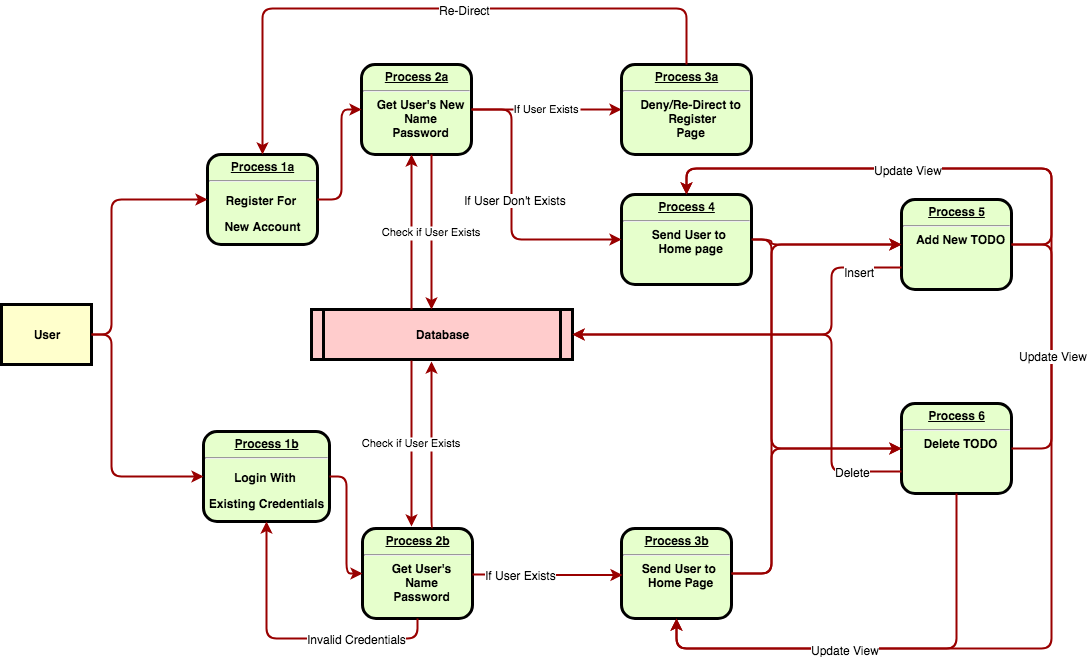 Re-Direct
Process 2a
Get User's New
Name
Password
If User Exists
Process 3a
Deny/Re-Direct to
Register
Page
Process 1a
Register For
New Account
If User Don't Exists
Check if User Exists
Update View
Process 4
Send User to
Home page
Process 5
Add New TODO
Insert
User
Database
Update View
Process 6
Delete TODO
Delete
Check if User Exists
Process 1b
Login With
Existing Credentials
Process 2b
Get User's
Name
Password
If User Exists
Process 3b
Send User to
Home Page
Invalid Credentials
Update View